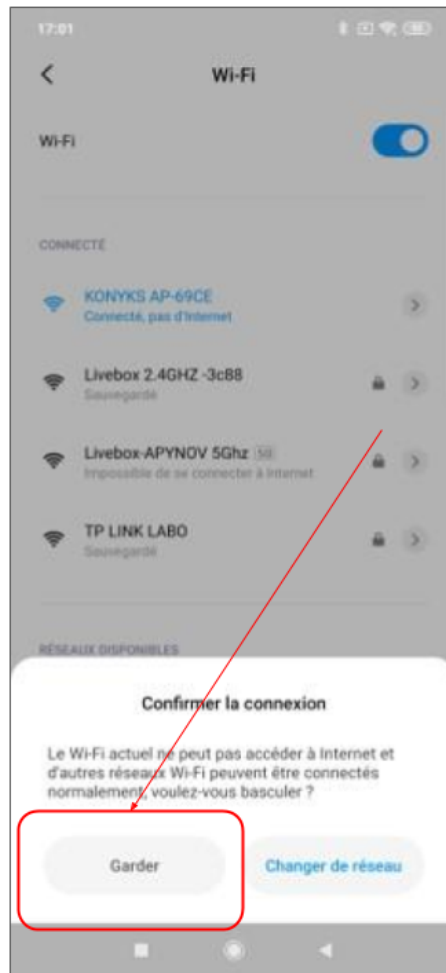 17:01
Wi-Fi
Wi-Fi
CONNECTÉ
KONYKS AP-69CE
Connecté, pas d'Internet
Livebox 2.4GHZ -3c88
Sauvegardé
Livebox-APYNOV 5Ghz 5G
Impossible de se connecter à Internet
TP LINK LABO
Sauvegardé
RÉSEAUX DISPONIBLES
Confirmer la connexion
Le Wi-Fi actuel ne peut pas accéder à Internet et
d'autres réseaux Wi-Fi peuvent être connectés
normalement, voulez-vous basculer ?
Garder
Changer de réseau